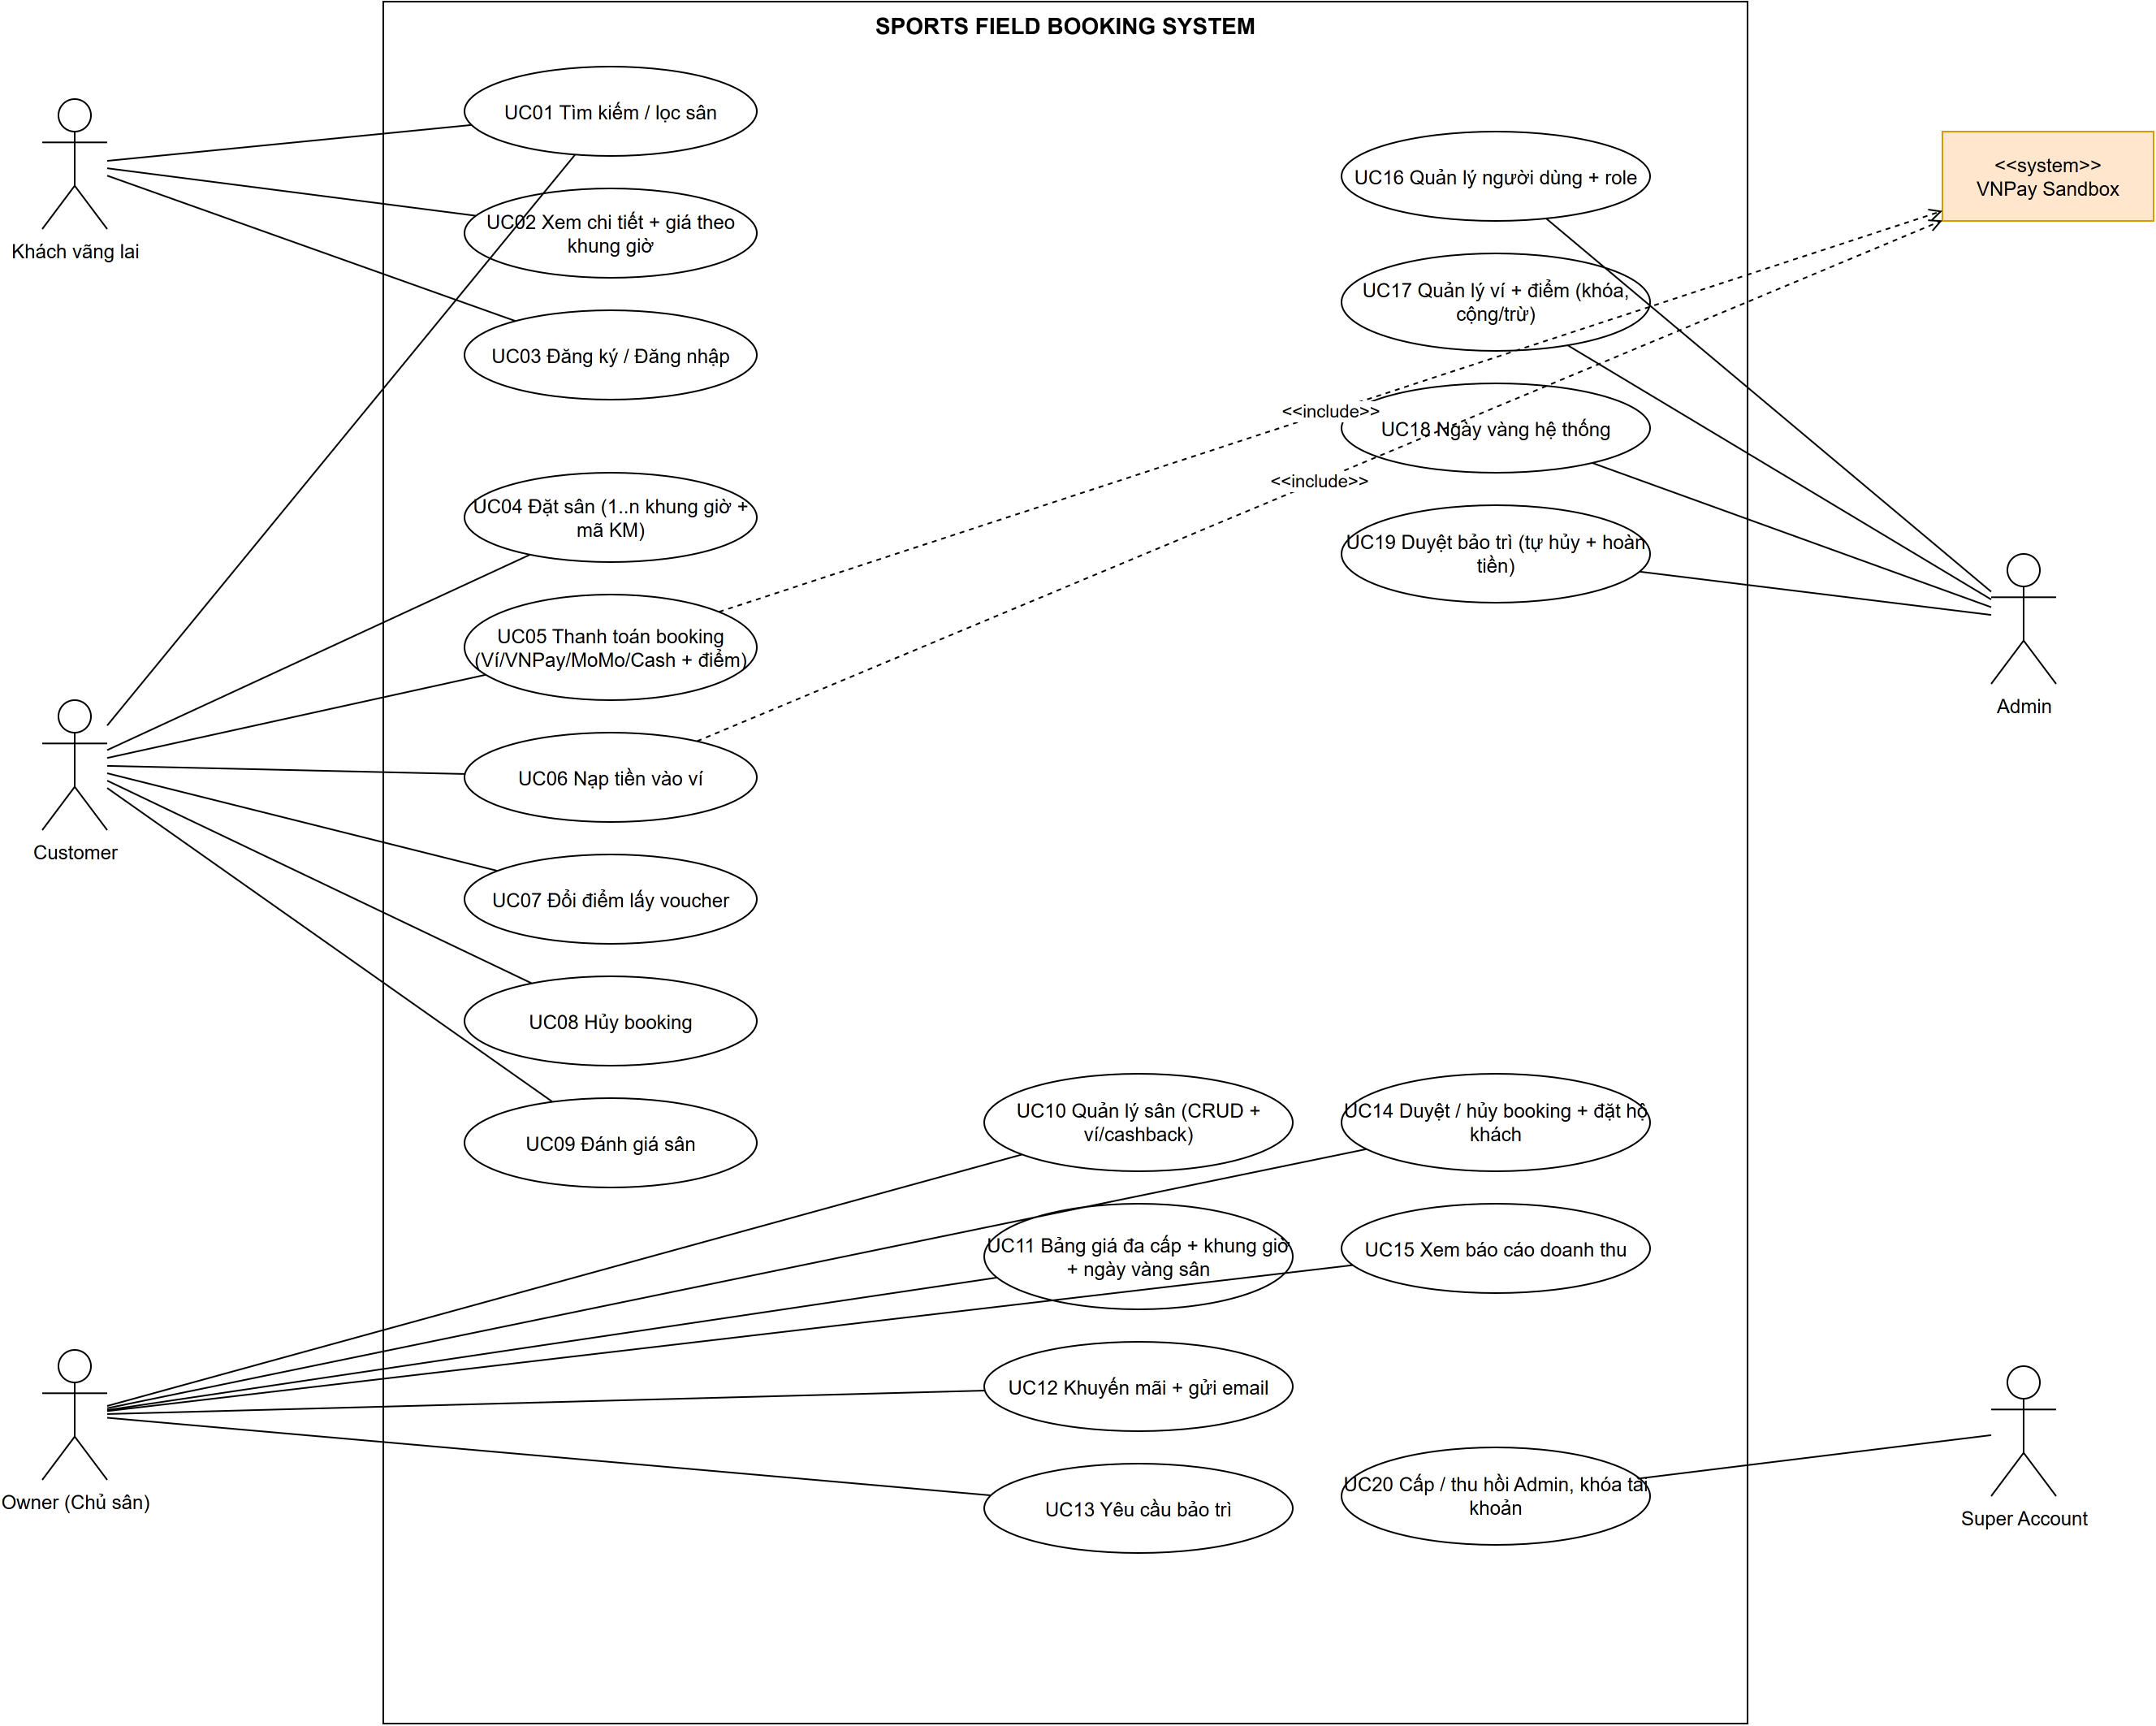 SPORTS FIELD BOOKING SYSTEM
Khách vãng lai
Customer
Owner (Chủ sân)
UC01 Tìm kiếm / lọc sân
UC02 Xem chi tiết + giá theo
khung giờ
UC03 Đăng ký / Đăng nhập
UC04 Đặt sân (1..n khung giờ +
mã KM)
UC05 Thanh toán booking
(Ví/VNPay/MoMo/Cash + điểm)
UC06 Nạp tiền vào ví
UC07 Đổi điểm lấy voucher
UC08 Hủy booking
UC09 Đánh giá sân
UC10 Quản lý sân (CRUD +
ví/cashback)
UC11 Bảng giá đa cấp + khung giờ
+ ngày vàng sân
UC12 Khuyến mãi + gửi email
UC13 Yêu cầu bảo trì
<<include>>
<<include>>
UC16 Quản lý người dùng + role
UC17 Quản lý ví + điểm (khóa,
cộng/trừ)
UC18 Ngày vàng hệ thống
UC19 Duyệt bảo trì (tự hủy + hoàn
tiền)
UC14 Duyệt / hủy booking + đặt hộ
khách
UC15 Xem báo cáo doanh thu
UC20 Cấp / thu hồi Admin, khóa tài
khoản
<<system>>
VNPay Sandbox
Admin
Super Account